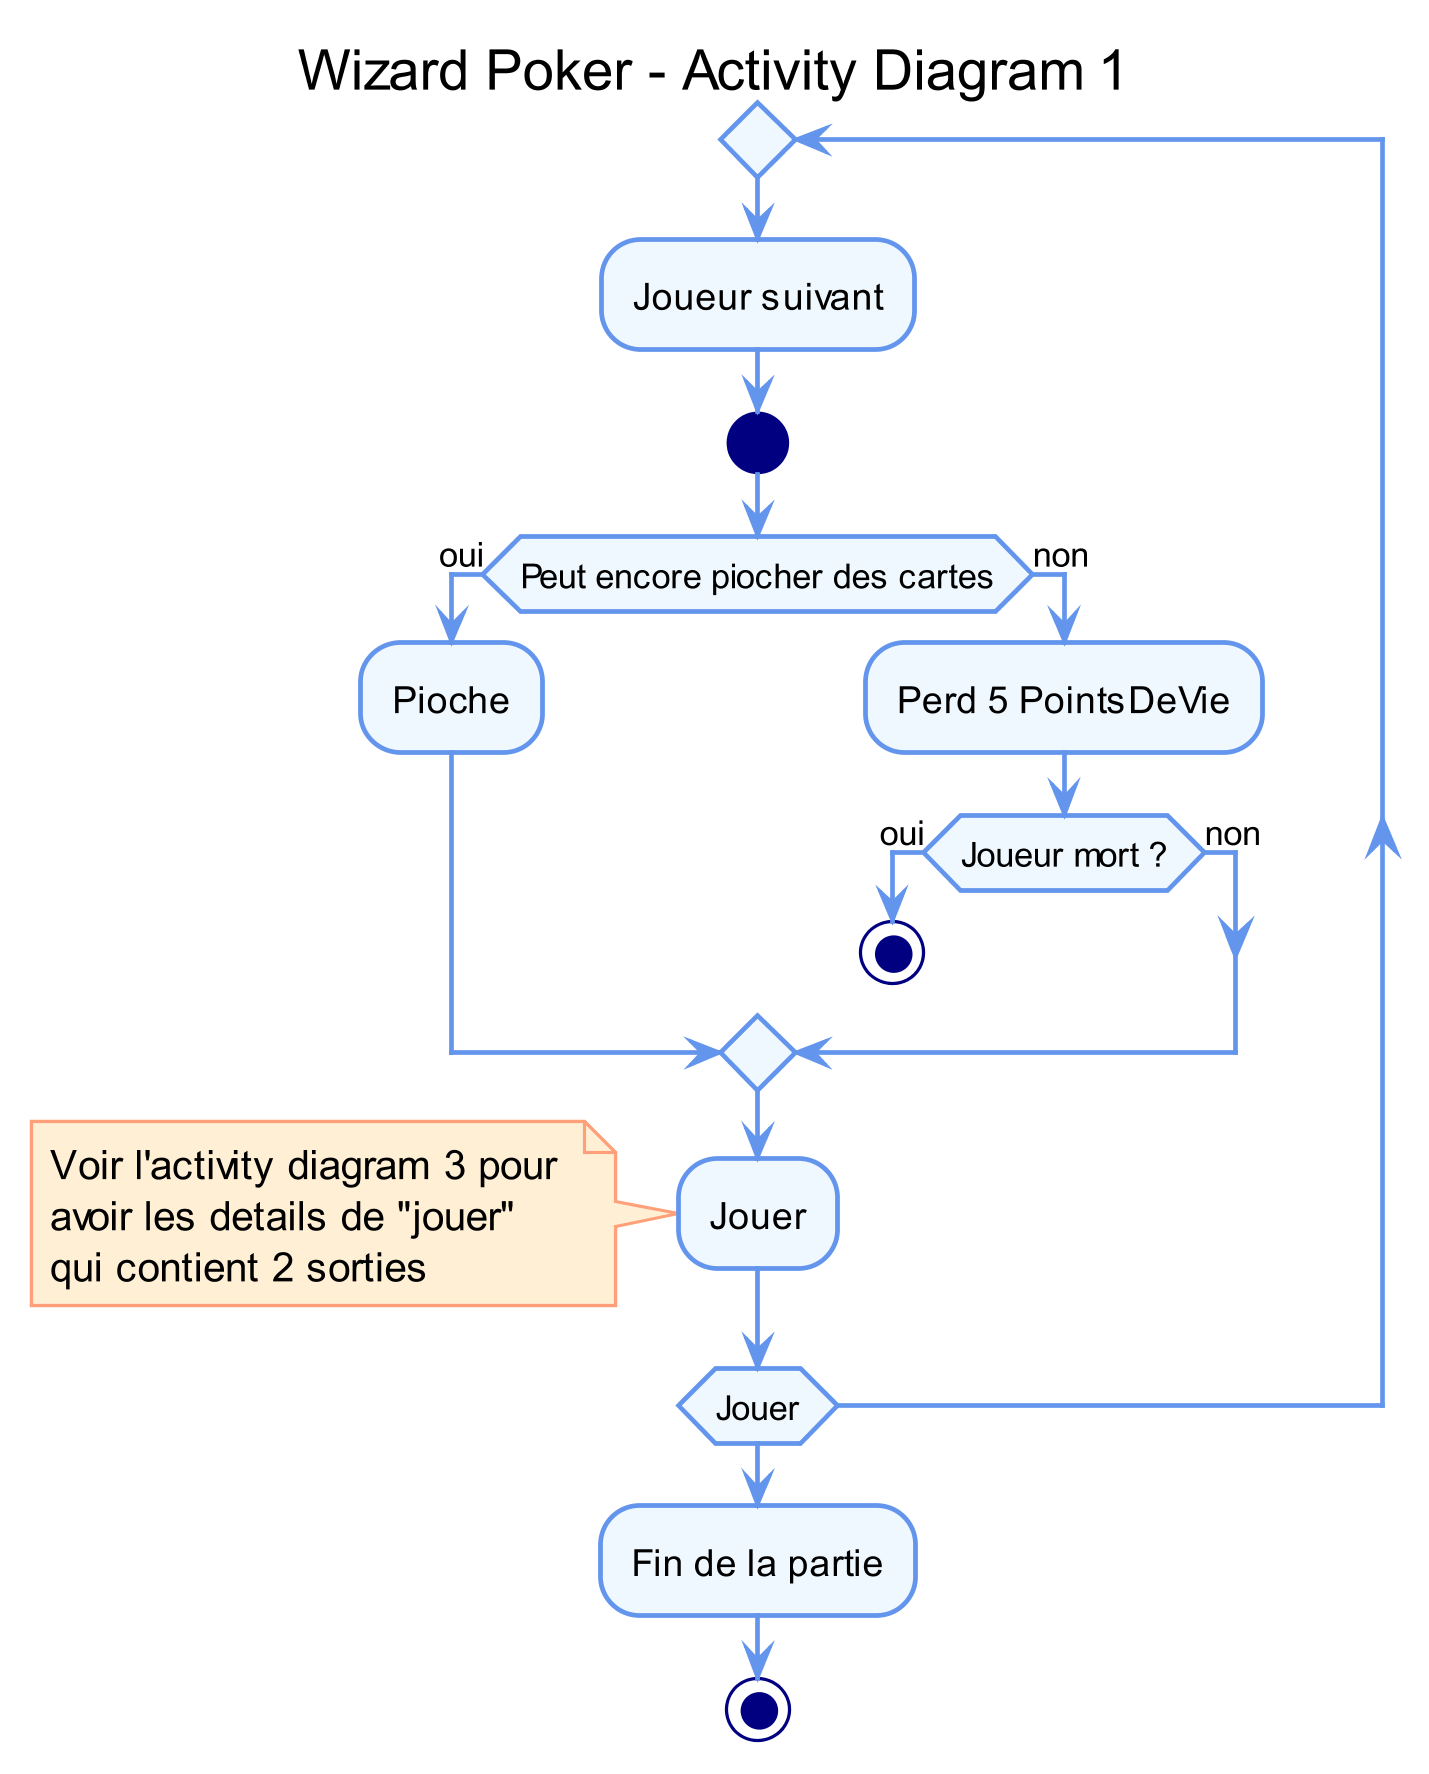 Wizard Poker - Activity Diagram 1
Joueur suivant
oui
Peut encore piocher des cartes
non
Pioche
Perd 5 PointsDeVie
oui
Joueur mort ?
non
Voir l'activity diagram 3 pour
avoir les details de "jouer"
qui contient 2 sorties
Jouer
Jouer
Fin de la partie